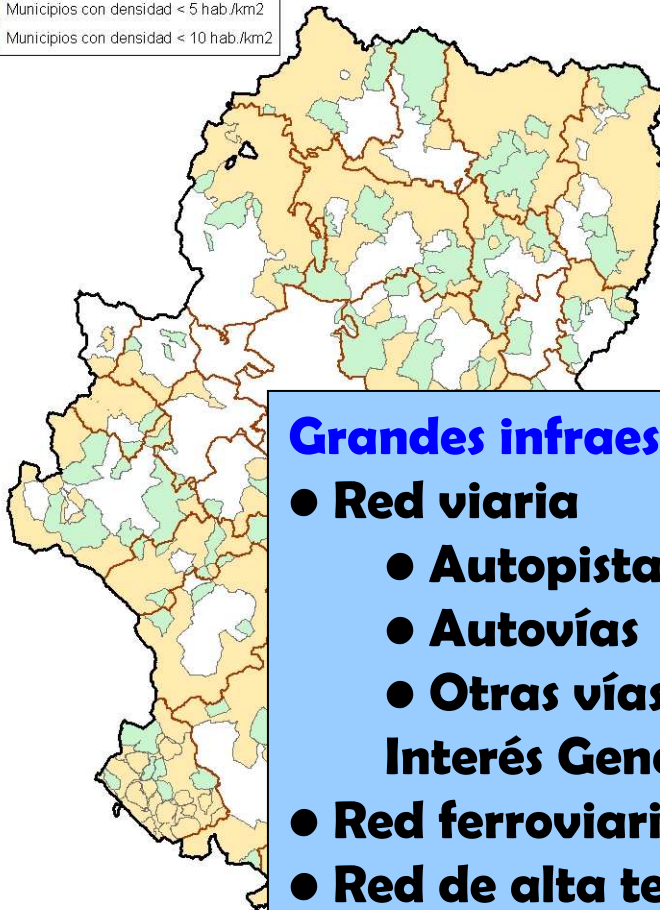 Municipios con densidad < 5 hab./km2
Municipios con densidad < 10 hab./km2
Grandes infraes
● Red viaria
● Autopista
● Autovías
● Otras vías
Interés Gene
● Red ferroviari
● Red de alta te